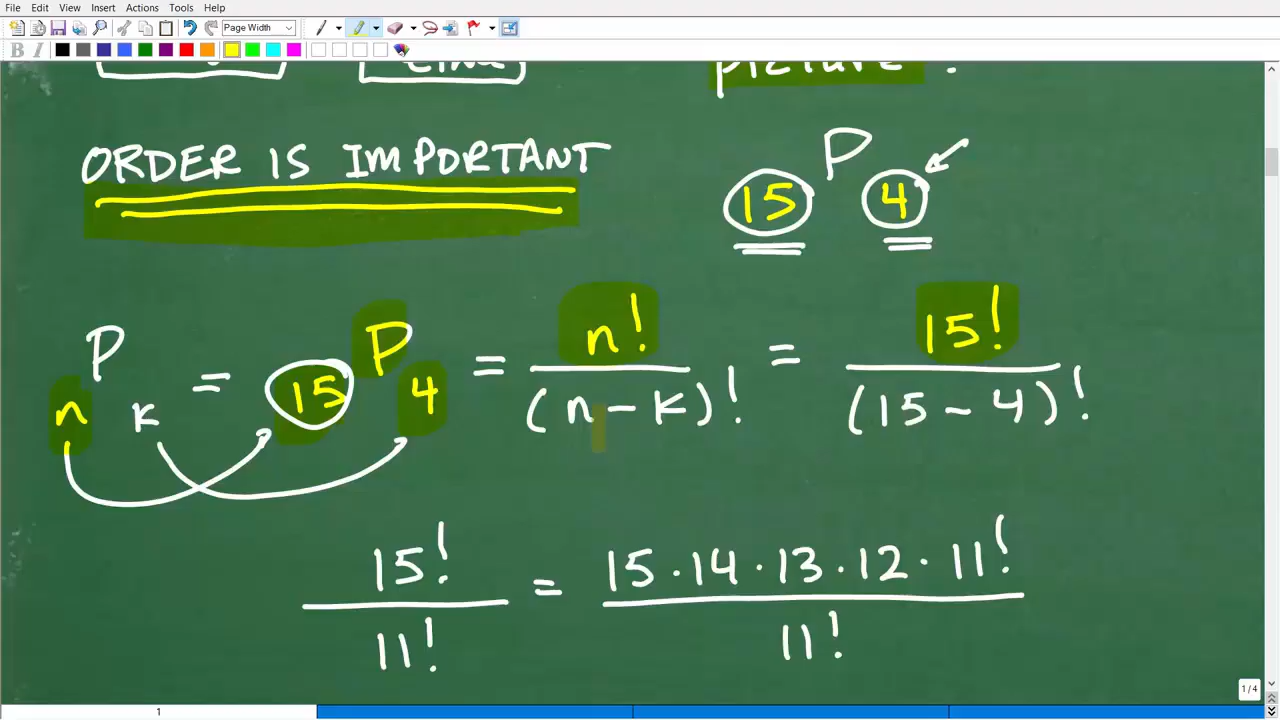 File Edit View Insert Actions Tools Help
Page Width
B I
picture .
ORDER IS IMPORTANT
15 P 4
n P k = 15 P 4 = n! / (n - k)! = 15! / (15 - 4)!
15! / 11! = 15 · 14 · 13 · 12 · 11! / 11!
1/4
1